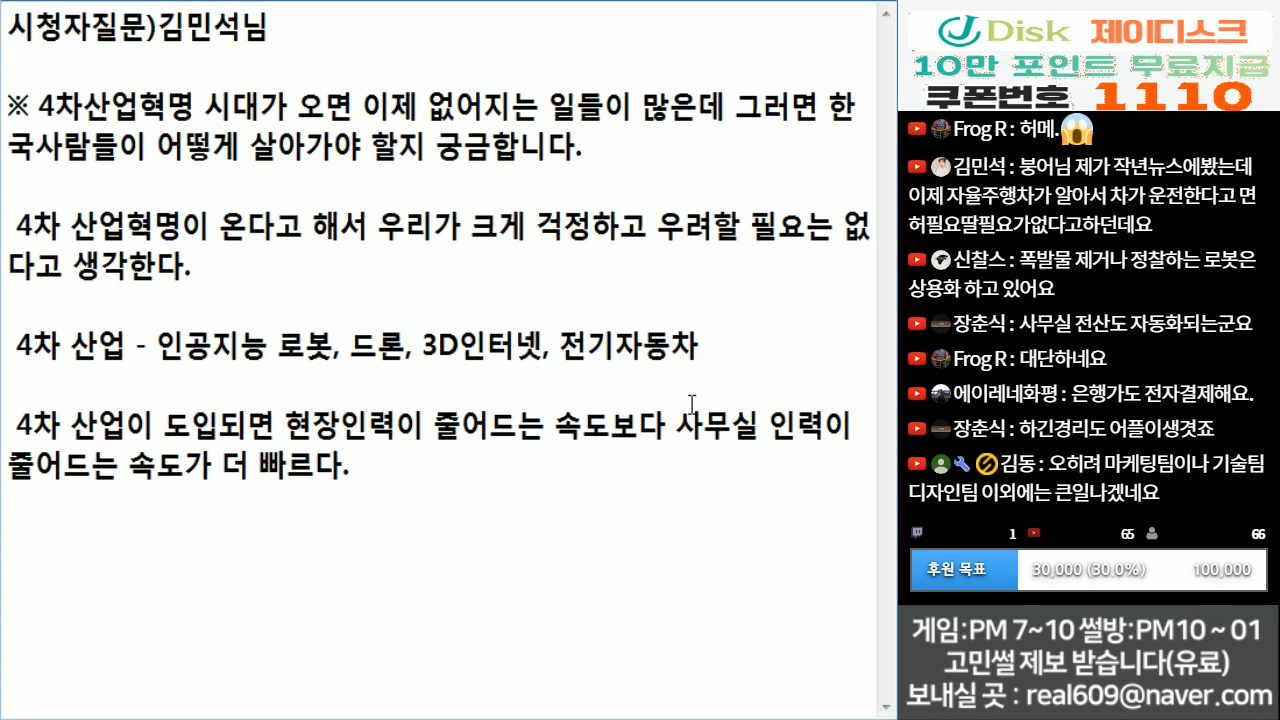 시청자질문)김민석님
※ 4차산업혁명 시대가 오면 이제 없어지는 일들이 많은데 그러면 한
국사람들이 어떻게 살아가야 할지 궁금합니다.
4차 산업혁명이 온다고 해서 우리가 크게 걱정하고 우려할 필요는 없
다고 생각한다.
4차 산업 - 인공지능 로봇, 드론, 3D인터넷, 전기자동차
4차 산업이 도입되면 현장인력이 줄어드는 속도보다 사무실 인력이
줄어드는 속도가 더 빠르다.
J Disk 제이디스크
10만 포인트 무료지급
쿠폰번호 1110
Frog R : 허메.
김민석 : 붕어님 제가 작년뉴스에봤는데
이제 자율주행차가 알아서 차가 운전한다고 면
허필요딸필요가없다고하던데요
신찰스 : 폭발물 제거나 정찰하는 로봇은
상용화 하고 있어요
장춘식 : 사무실 전산도 자동화되는군요
Frog R : 대단하네요
에이레네화평 : 은행가도 전자결제해요.
장춘식 : 하긴경리도 어플이생겻죠
김동 : 오히려 마케팅팀이나 기술팀
디자인팀 이외에는 큰일나겠네요
1 65 66
후원 목표 30,000 (30.0%) 100,000
게임:PM 7~10 썰방:PM10 ~ 01
고민썰 제보 받습니다(유료)
보내실 곳 : real609@naver.com